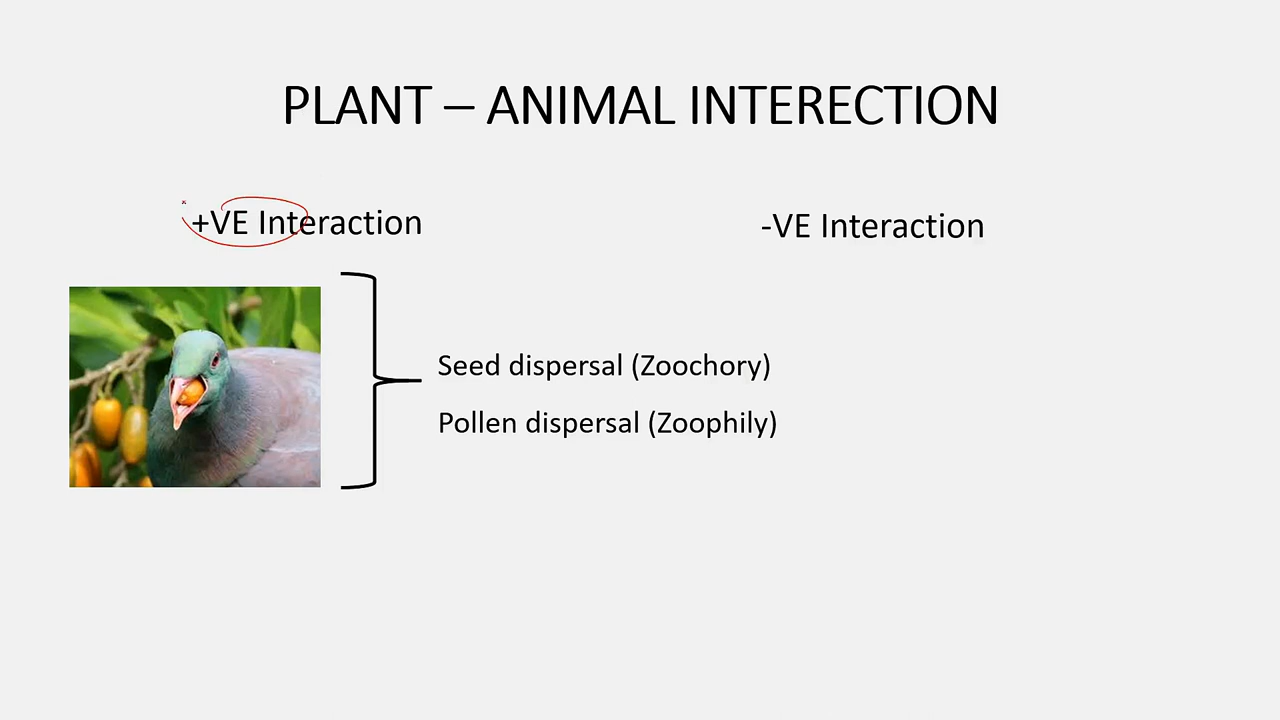 PLANT – ANIMAL INTERECTION
+VE Interaction
-VE Interaction
Seed dispersal (Zoochory)
Pollen dispersal (Zoophily)